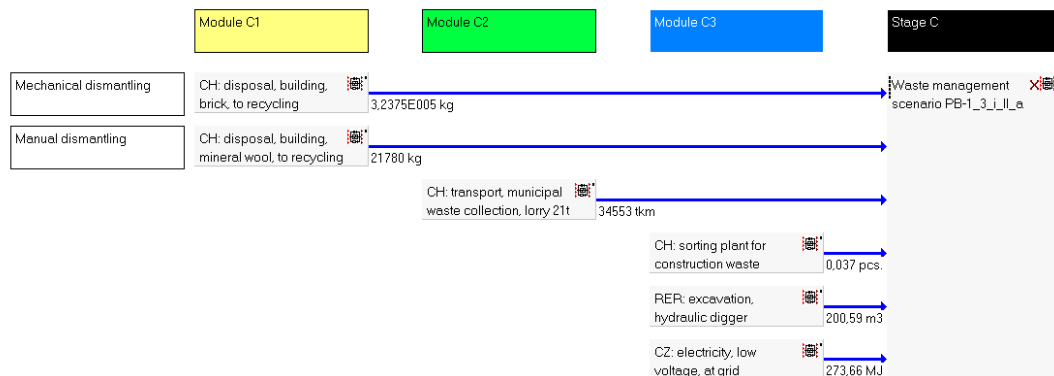 Module C1
Module C2
Module C3
Stage C
Mechanical dismantling
CH: disposal, building,
brick, to recycling
3,2375E005 kg
Waste management
scenario PB-1_3_i_II_a
Manual dismantling
CH: disposal, building,
mineral wool, to recycling
21780 kg
CH: transport, municipal
waste collection, lorry 21t
34553 tkm
CH: sorting plant for
construction waste
0,037 pcs.
RER: excavation,
hydraulic digger
200,59 m3
CZ: electricity, low
voltage, at grid
273,66 MJ